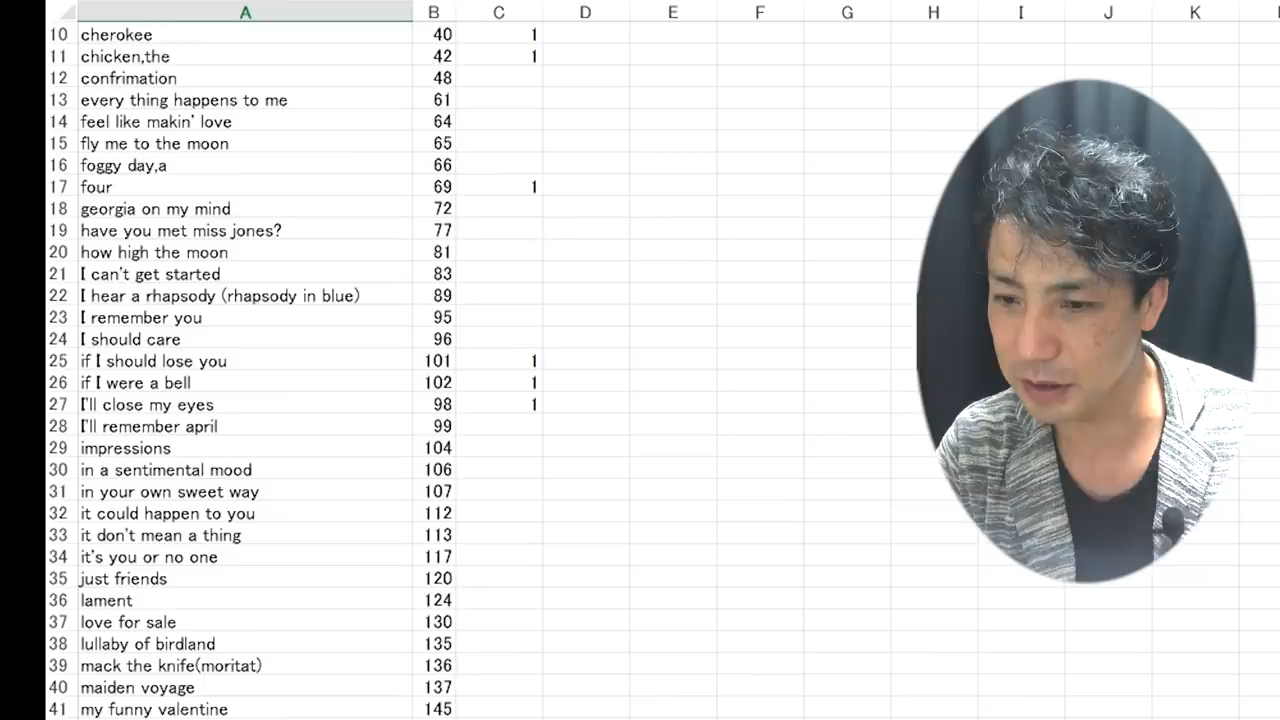 A B C D E F G H I J K
10 cherokee 40 1
11 chicken,the 42 1
12 confrimation 48
13 every thing happens to me 61
14 feel like makin' love 64
15 fly me to the moon 65
16 foggy day,a 66
17 four 69 1
18 georgia on my mind 72
19 have you met miss jones? 77
20 how high the moon 81
21 I can't get started 83
22 I hear a rhapsody (rhapsody in blue) 89
23 I remember you 95
24 I should care 96
25 if I should lose you 101 1
26 if I were a bell 102 1
27 I'll close my eyes 98 1
28 I'll remember april 99
29 impressions 104
30 in a sentimental mood 106
31 in your own sweet way 107
32 it could happen to you 112
33 it don't mean a thing 113
34 it's you or no one 117
35 just friends 120
36 lament 124
37 love for sale 130
38 lullaby of birdland 135
39 mack the knife(moritat) 136
40 maiden voyage 137
41 my funny valentine 145